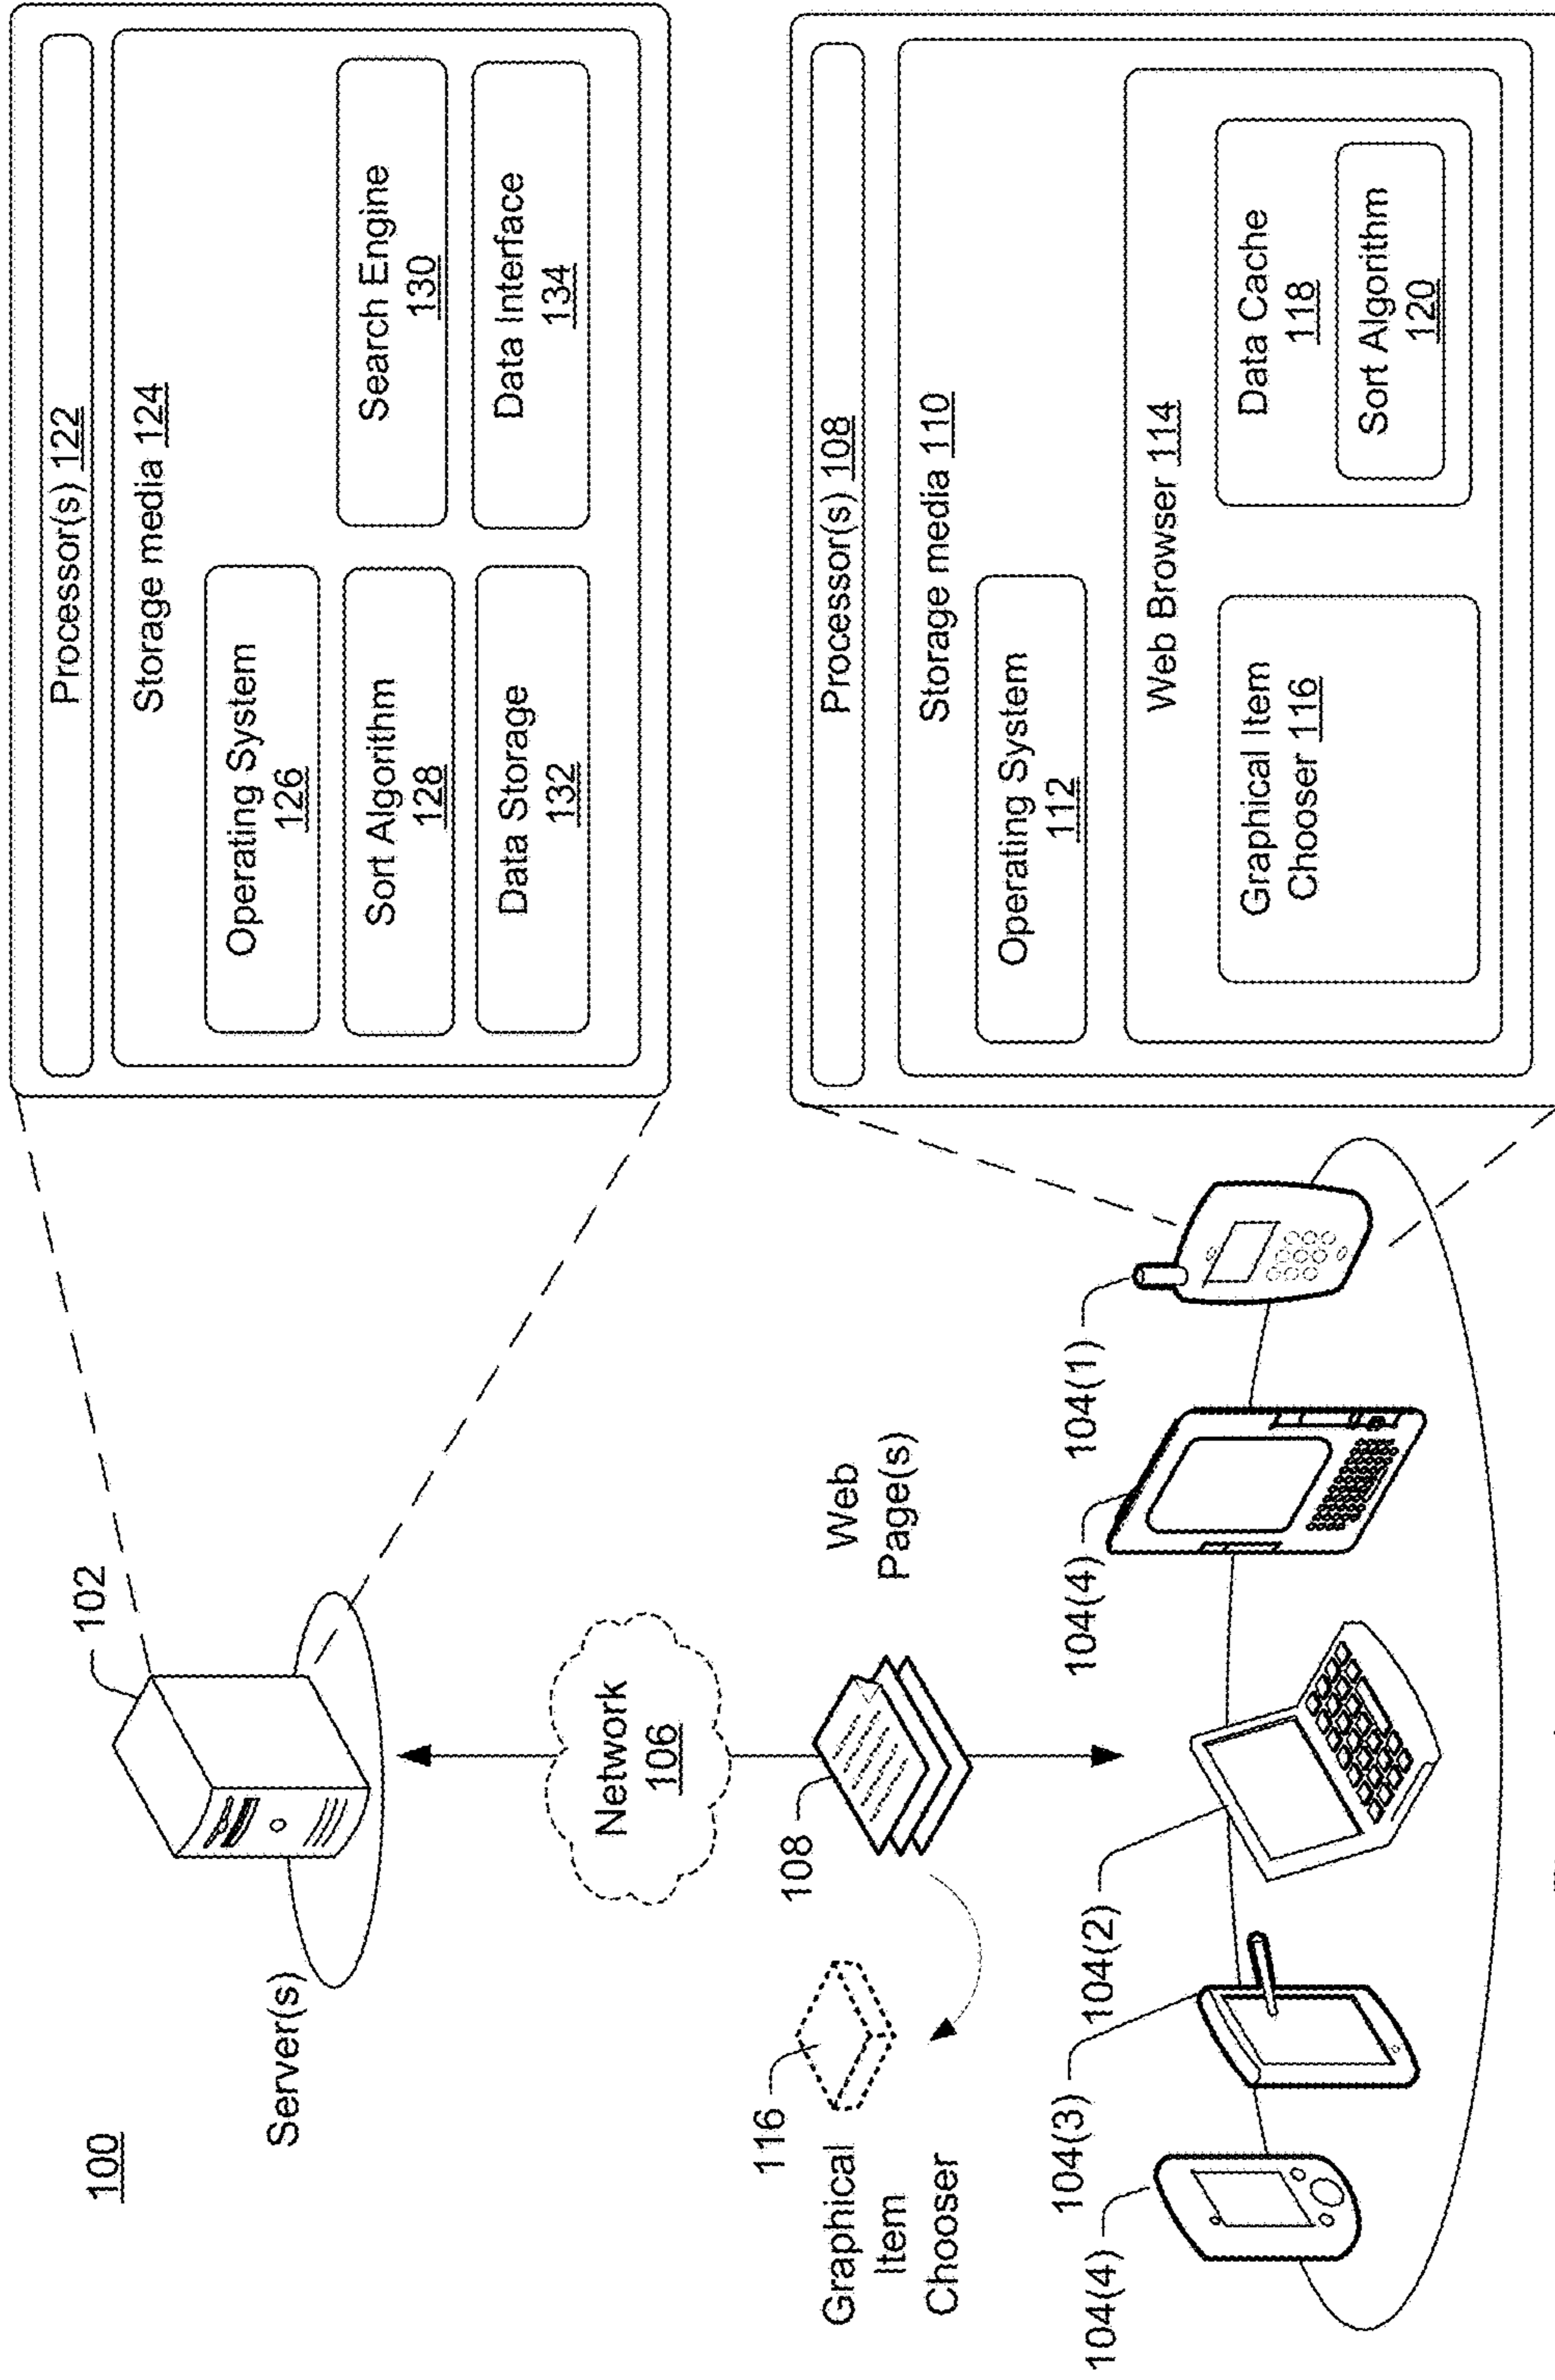 100
Server(s)
102
Network
106
108
Web
Page(s)
116
Graphical
Item
Chooser
104(4)
104(3)
104(2)
104(4)
104(1)
Processor(s) 122
Storage media 124
Operating System
126
Search Engine
130
Sort Algorithm
128
Data Storage
132
Data Interface
134
Processor(s) 108
Storage media 110
Operating System
112
Web Browser 114
Graphical Item
Chooser 116
Data Cache
118
Sort Algorithm
120